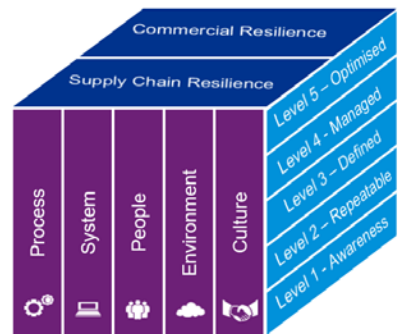 Commercial Resilience
Supply Chain Resilience
Process
System
People
Environment
Culture
Level 5 – Optimised
Level 4 - Managed
Level 3 – Defined
Level 2 – Repeatable
Level 1 - Awareness